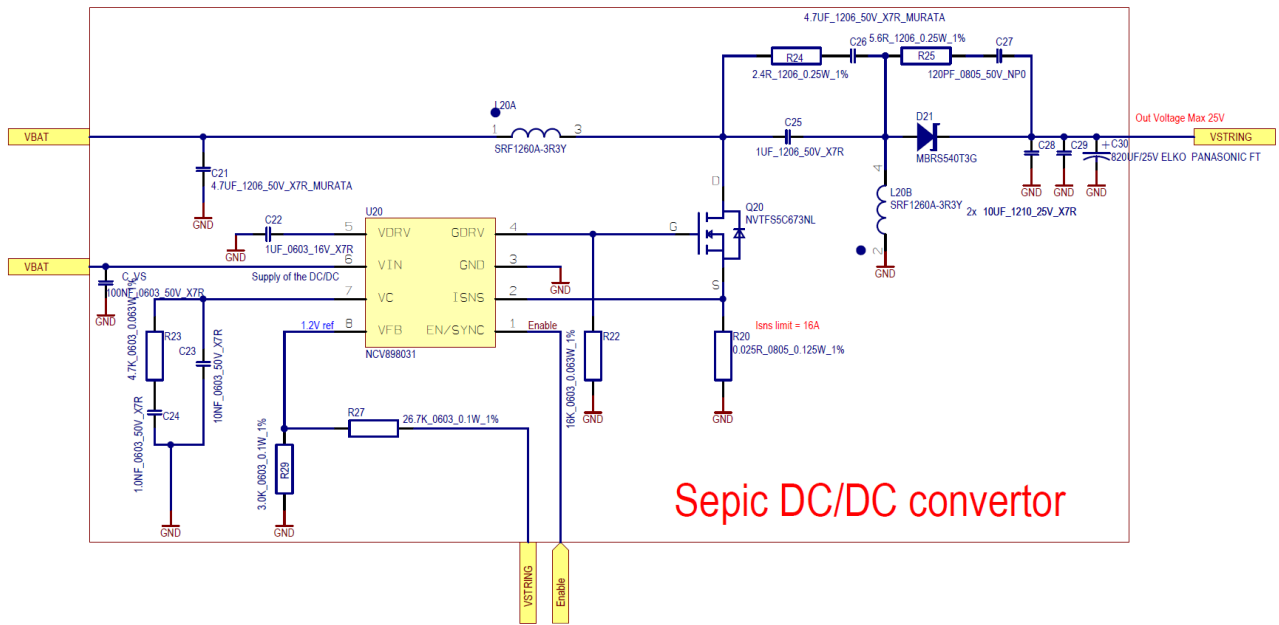 4.7UF_1206_50V_X7R_MURATA
5.6R_1206_0.25W_1%
C26
C27
R24
R25
2.4R_1206_0.25W_1%
120PF_0805_50V_NP0
L20A
1
3
SRF1260A-3R3Y
C25
1UF_1206_50V_X7R
D21
MBRS540T3G
Out Voltage Max 25V
VBAT
VSTRING
C21
4.7UF_1206_50V_X7R_MURATA
GND
C28
C29
+C30
820UF/25V ELKO PANASONIC FT
GND
GND
GND
4
L20B
SRF1260A-3R3Y
2x 10UF_1210_25V_X7R
2
GND
D
Q20
NVTFS5C673NL
G
S
U20
C22
GND
1UF_0603_16V_X7R
5
VDRV
GDRV
4
VBAT
6
VIN
GND
3
GND
Supply of the DC/DC
C_VS
100NF_0603_50V_X7R
GND
7
VC
ISNS
2
8
VFB
EN/SYNC
1
1.2V ref
Enable
NCV898031
Isns limit = 16A
R20
0.025R_0805_0.125W_1%
GND
R22
16K_0603_0.063W_1%
GND
4.7K_0603_0.063W_1%
R23
C23
10NF_0603_50V_X7R
C24
1.0NF_0603_50V_X7R
GND
R27
26.7K_0603_0.1W_1%
R29
3.0K_0603_0.1W_1%
GND
Sepic DC/DC convertor
VSTRING
Enable